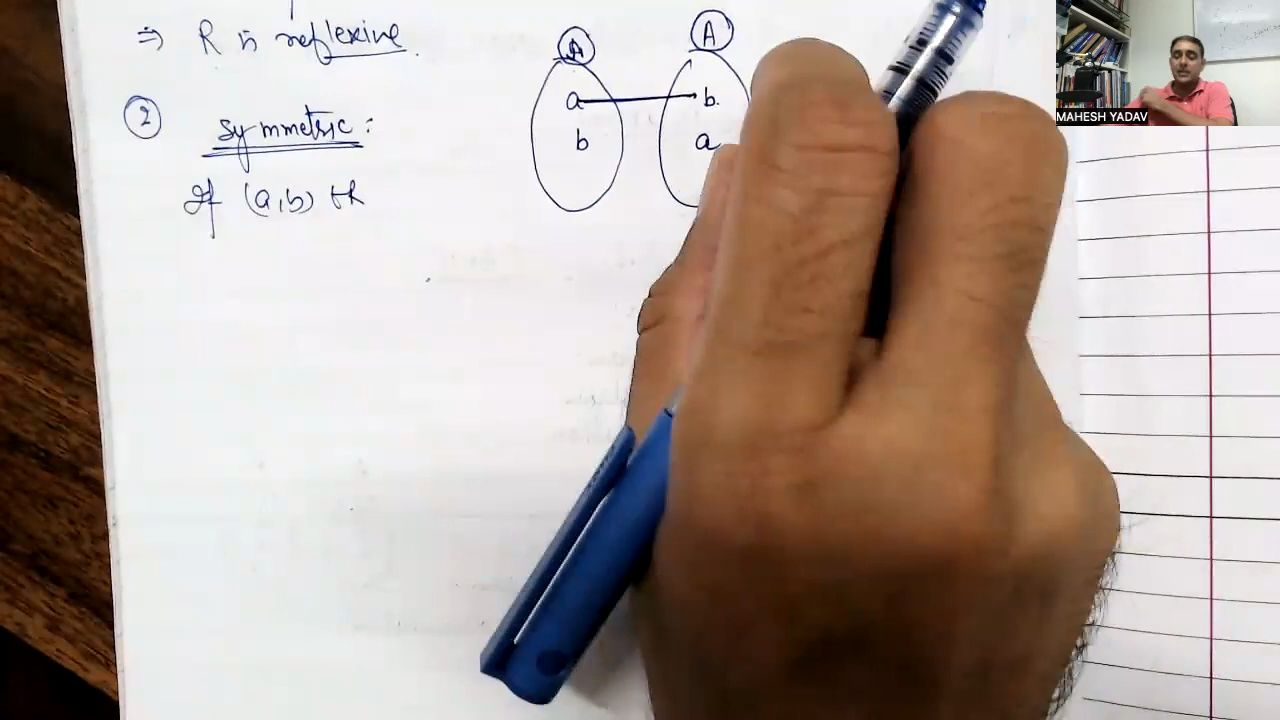 ⇒ R is reflexive.
A A
② Symmetric:
a b
b a
If (a,b) ∈ R
MAHESH YADAV